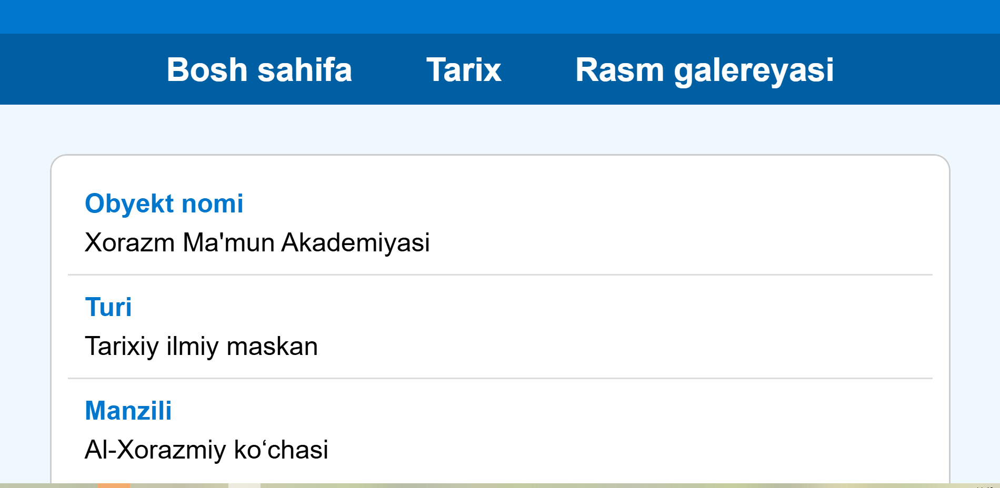 Bosh sahifa Tarix Rasm galereyasi
Obyekt nomi
Xorazm Ma'mun Akademiyasi
Turi
Tarixiy ilmiy maskan
Manzili
Al-Xorazmiy ko‘chasi